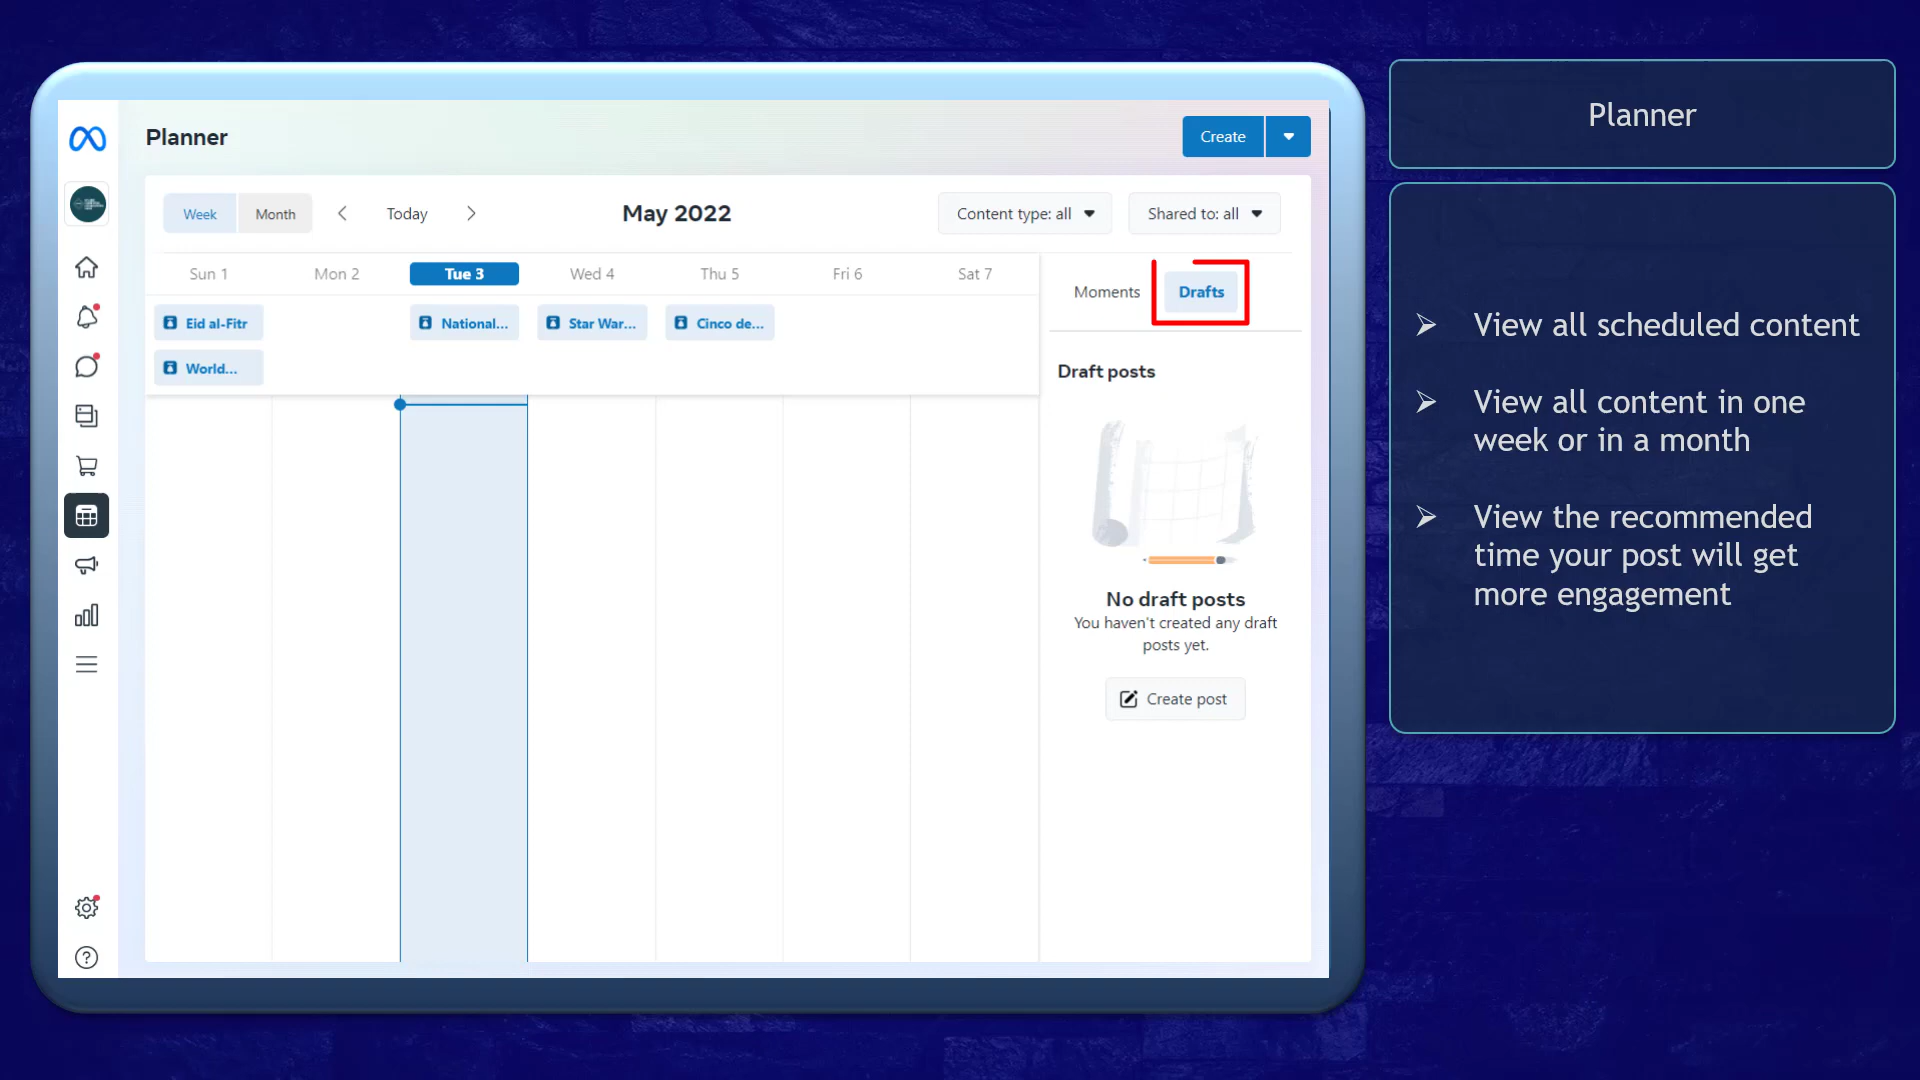 Planner
Create
Week
Month
Today
May 2022
Content type: all
Shared to: all
Sun 1
Mon 2
Tue 3
Wed 4
Thu 5
Fri 6
Sat 7
Eid al-Fitr
National...
Star War...
Cinco de...
World...
Moments
Drafts
Draft posts
No draft posts
You haven't created any draft
posts yet.
Create post
Planner
➢ View all scheduled content
➢ View all content in one
week or in a month
➢ View the recommended
time your post will get
more engagement